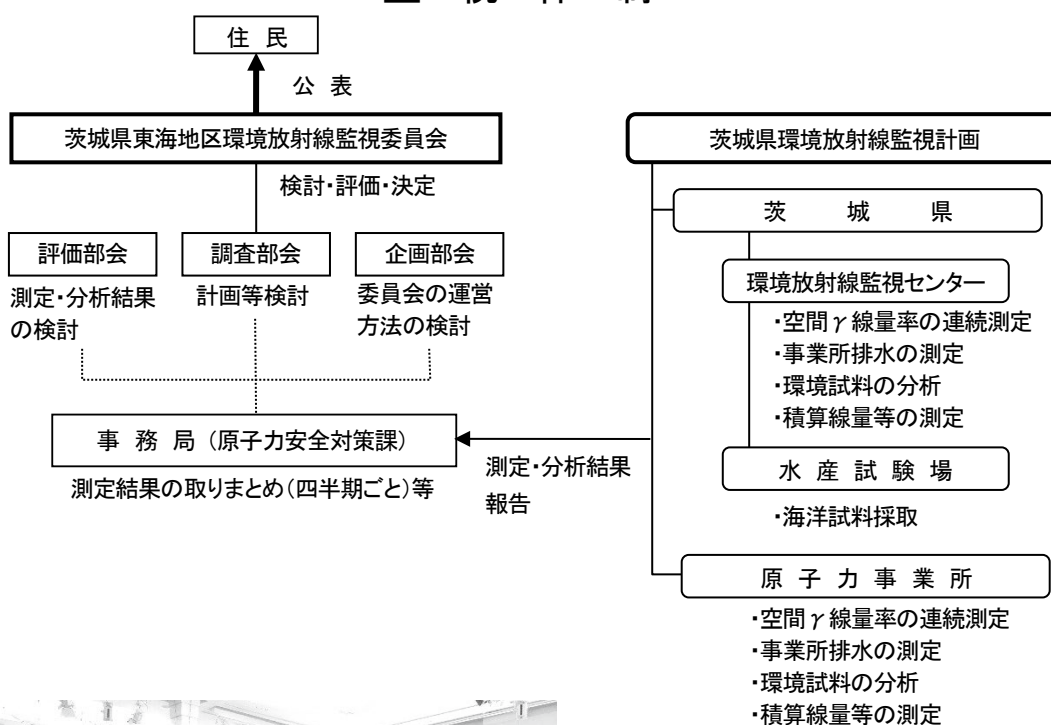 住 民
公 表
茨城県東海地区環境放射線監視委員会
検討・評価・決定
評価部会
測定・分析結果
の検討
調査部会
計画等検討
企画部会
委員会の運営
方法の検討
事 務 局 (原子力安全対策課)
測定結果の取りまとめ(四半期ごと)等
測定・分析結果
報告
茨城県環境放射線監視計画
茨 城 県
環境放射線監視センター
・空間γ線量率の連続測定
・事業所排水の測定
・環境試料の分析
・積算線量等の測定
水 産 試 験 場
・海洋試料採取
原 子 力 事 業 所
・空間γ線量率の連続測定
・事業所排水の測定
・環境試料の分析
・積算線量等の測定